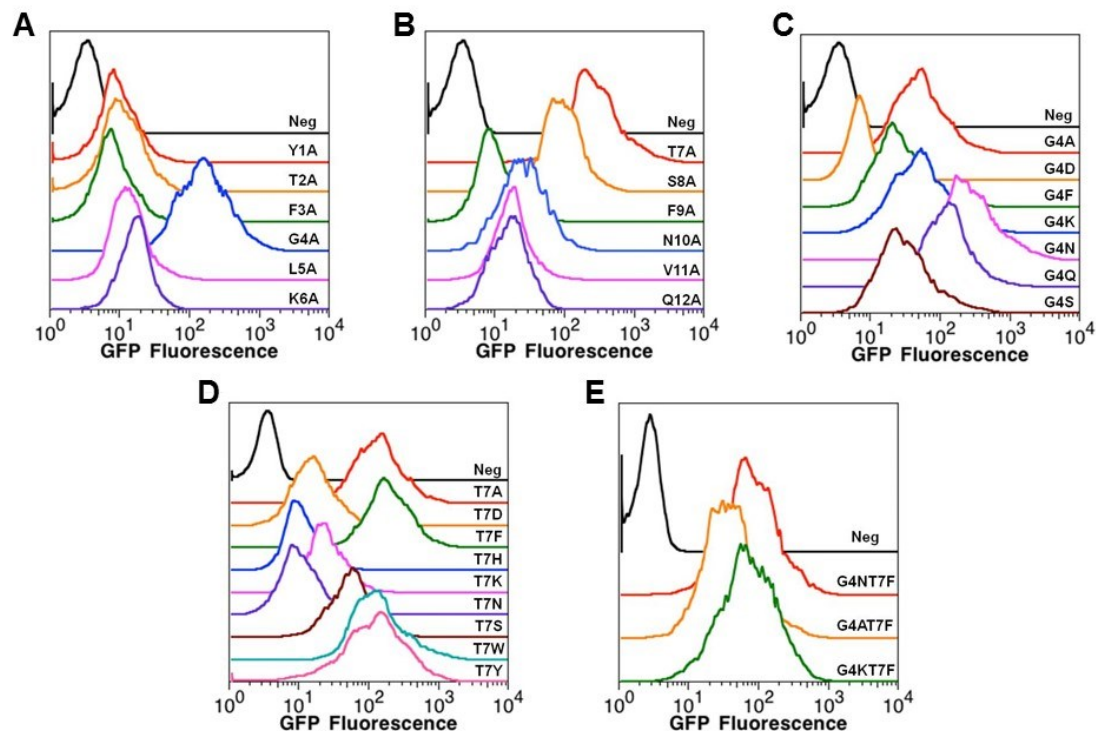 A
Neg
Y1A
T2A
F3A
G4A
L5A
K6A
10^0 10^1 10^2 10^3 10^4
GFP Fluorescence
B
Neg
T7A
S8A
F9A
N10A
V11A
Q12A
10^0 10^1 10^2 10^3 10^4
GFP Fluorescence
C
Neg
G4A
G4D
G4F
G4K
G4N
G4Q
G4S
10^0 10^1 10^2 10^3 10^4
GFP Fluorescence
D
Neg
T7A
T7D
T7F
T7H
T7K
T7N
T7S
T7W
T7Y
10^0 10^1 10^2 10^3 10^4
GFP Fluorescence
E
Neg
G4NT7F
G4AT7F
G4KT7F
10^0 10^1 10^2 10^3 10^4
GFP Fluorescence